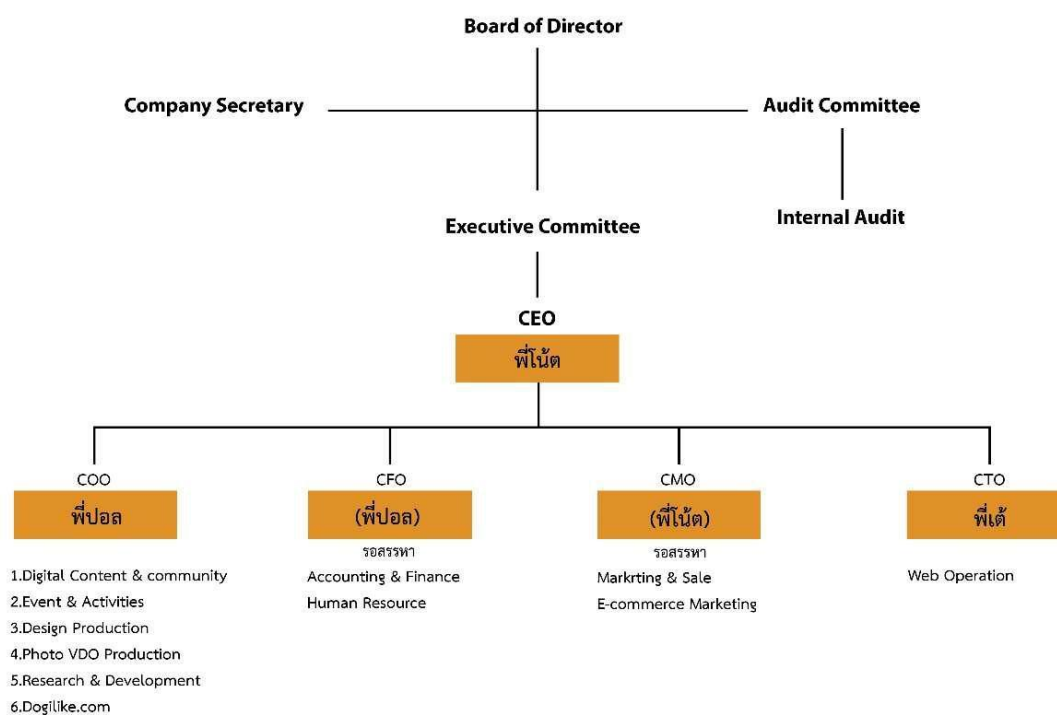 Board of Director
Company Secretary
Audit Committee
Internal Audit
Executive Committee
CEO
พี่โน้ต
COO
CFO
CMO
CTO
พี่ปอล
(พี่ปอล)
(พี่โน้ต)
พี่เต้
รอสรรหา
รอสรรหา
1.Digital Content & community
2.Event & Activities
3.Design Production
4.Photo VDO Production
5.Research & Development
6.Dogilike.com
Accounting & Finance
Human Resource
Markrting & Sale
E-commerce Marketing
Web Operation